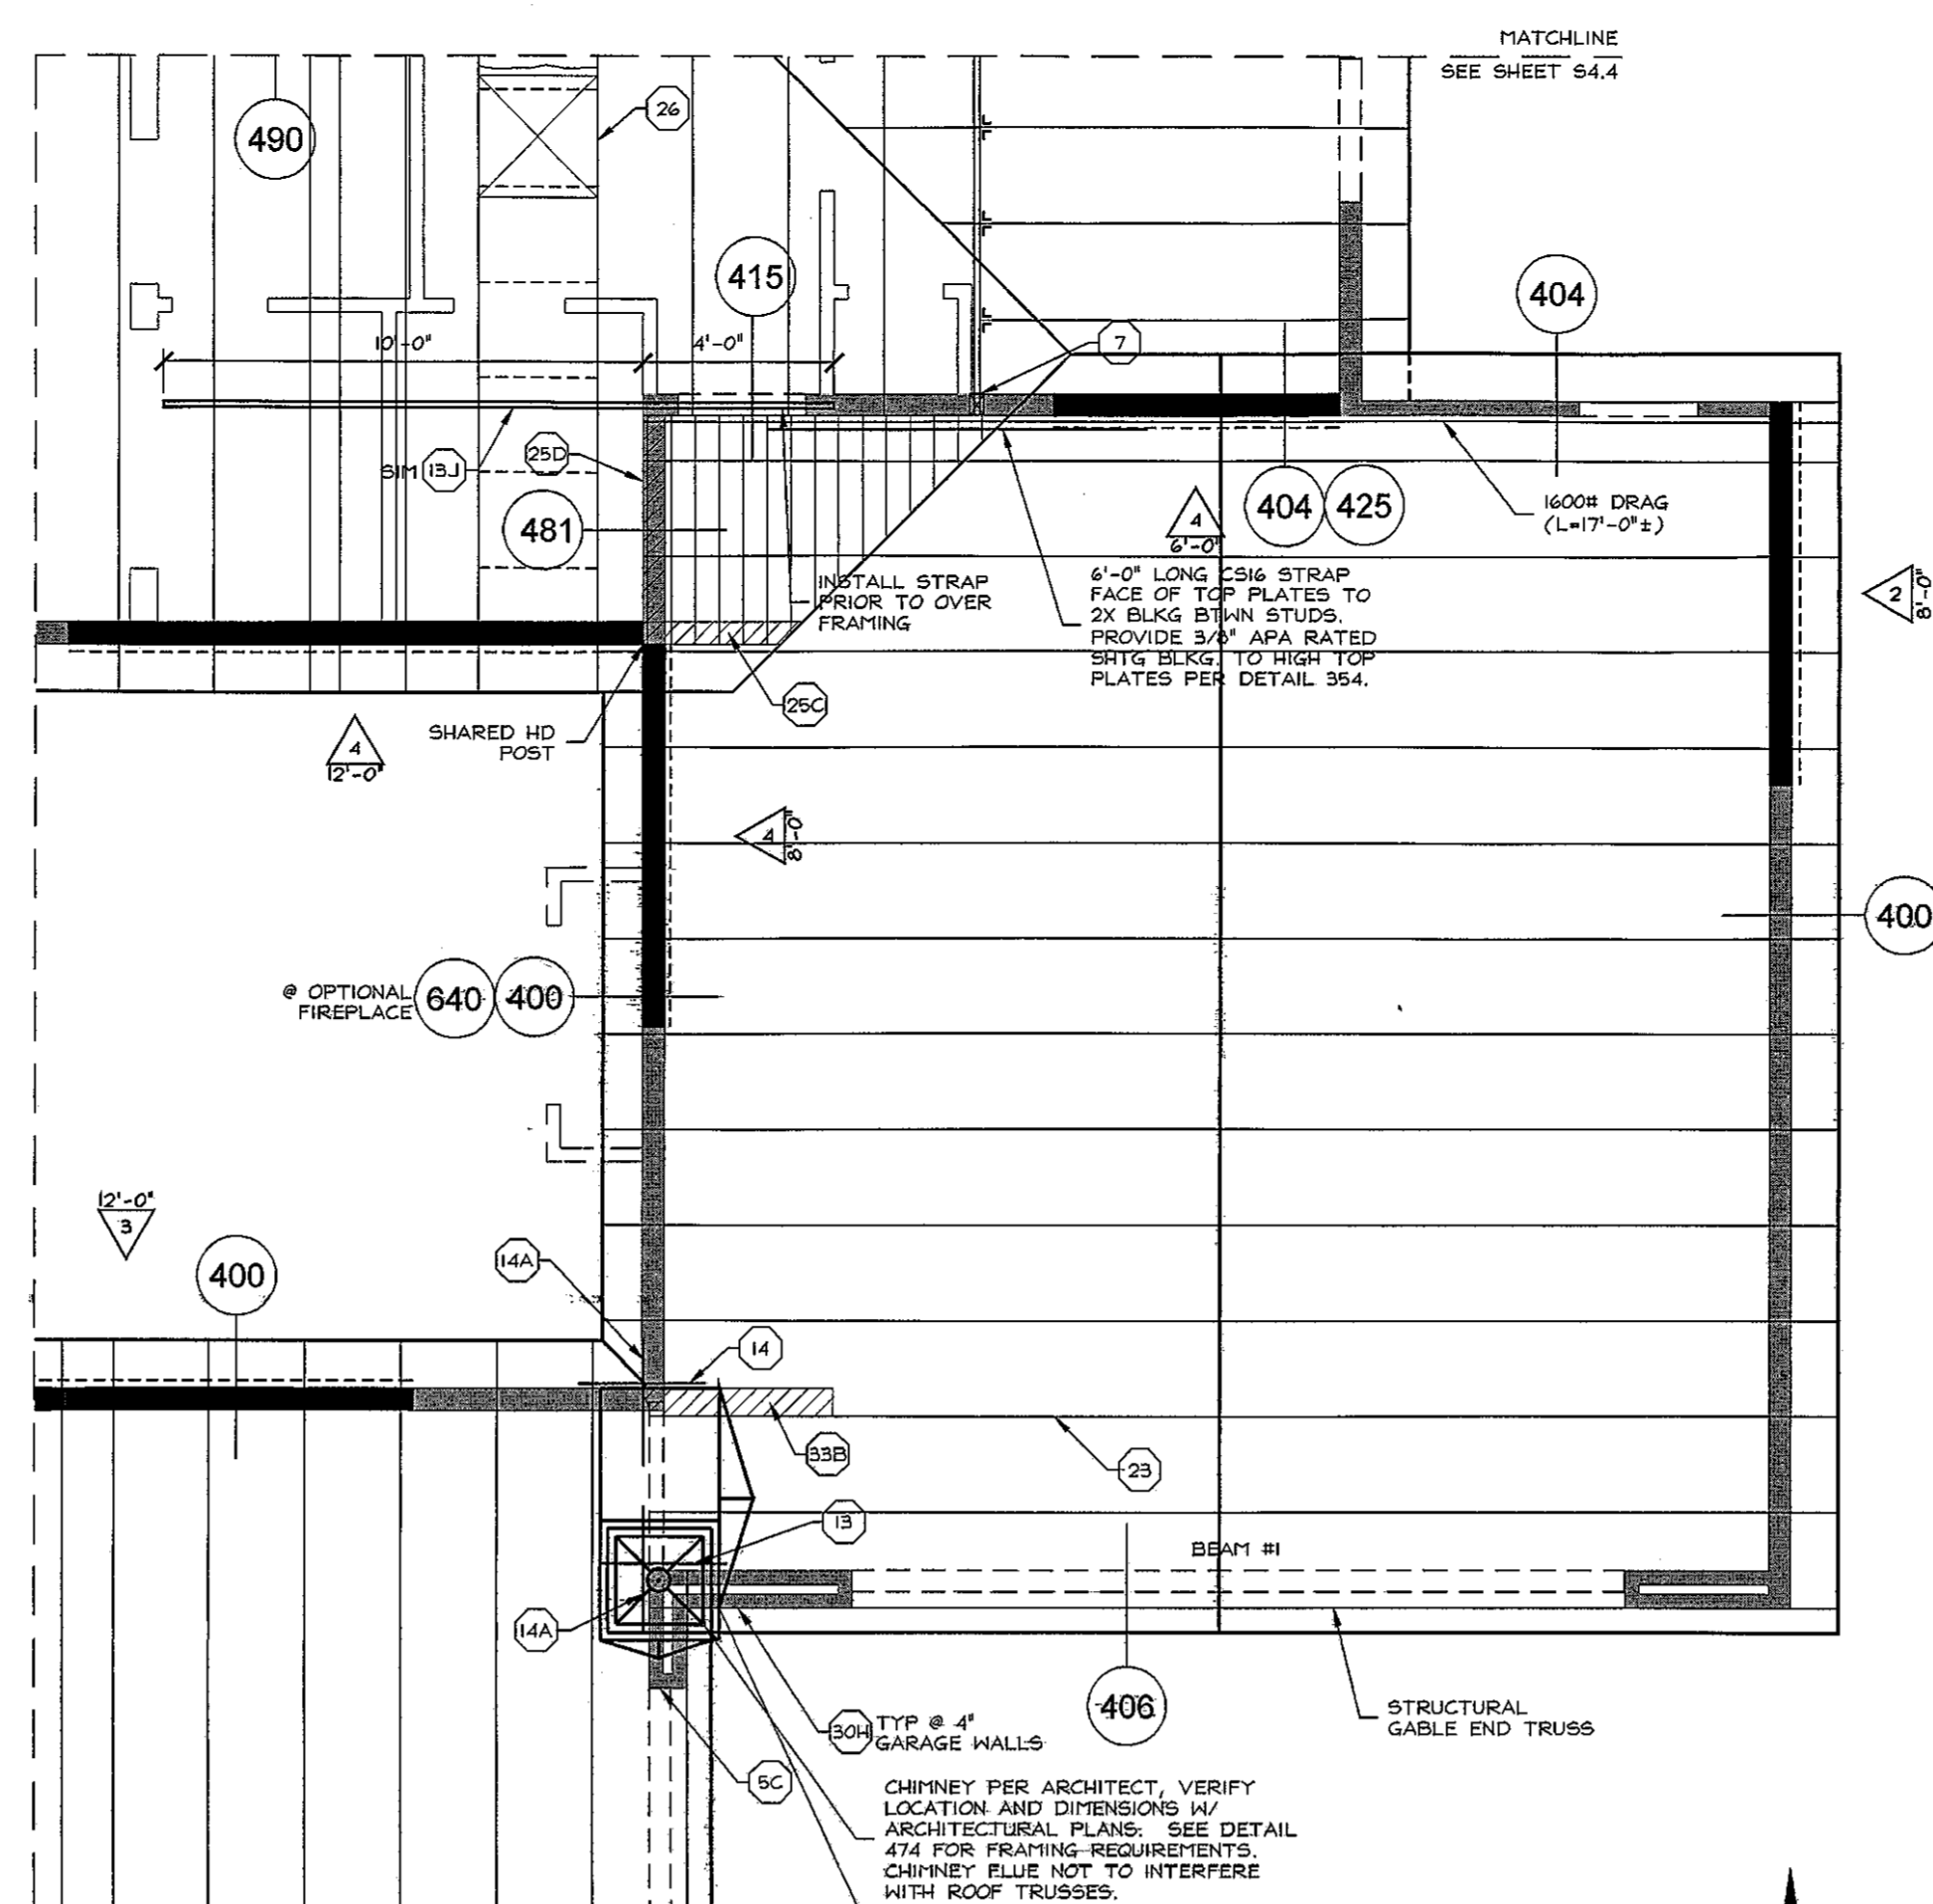 MATCHLINE
SEE SHEET S4.4
26
490
415
404
10'-0"
4'-0"
7
SIM 13J
25D
481
404 425
4
6'-0"
1600# DRAG
(L=17'-0"±)
INSTALL STRAP
PRIOR TO OVER
FRAMING
6'-0" LONG CS16 STRAP
FACE OF TOP PLATES TO
2X BLKG BTWN STUDS.
PROVIDE 3/8" APA RATED
SHTG BLKG. TO HIGH TOP
PLATES PER DETAIL 354.
2
8'-0"
25C
SHARED HD
POST
4
12'-0"
4
8'-0"
400
@ OPTIONAL
FIREPLACE
640 400
12'-0"
3
400
14A
14
33B
23
13
BEAM #1
14A
406
STRUCTURAL
GABLE END TRUSS
30H
TYP @ 4"
GARAGE WALLS
5C
CHIMNEY PER ARCHITECT, VERIFY
LOCATION AND DIMENSIONS W/
ARCHITECTURAL PLANS. SEE DETAIL
474 FOR FRAMING REQUIREMENTS.
CHIMNEY FLUE NOT TO INTERFERE
WITH ROOF TRUSSES.